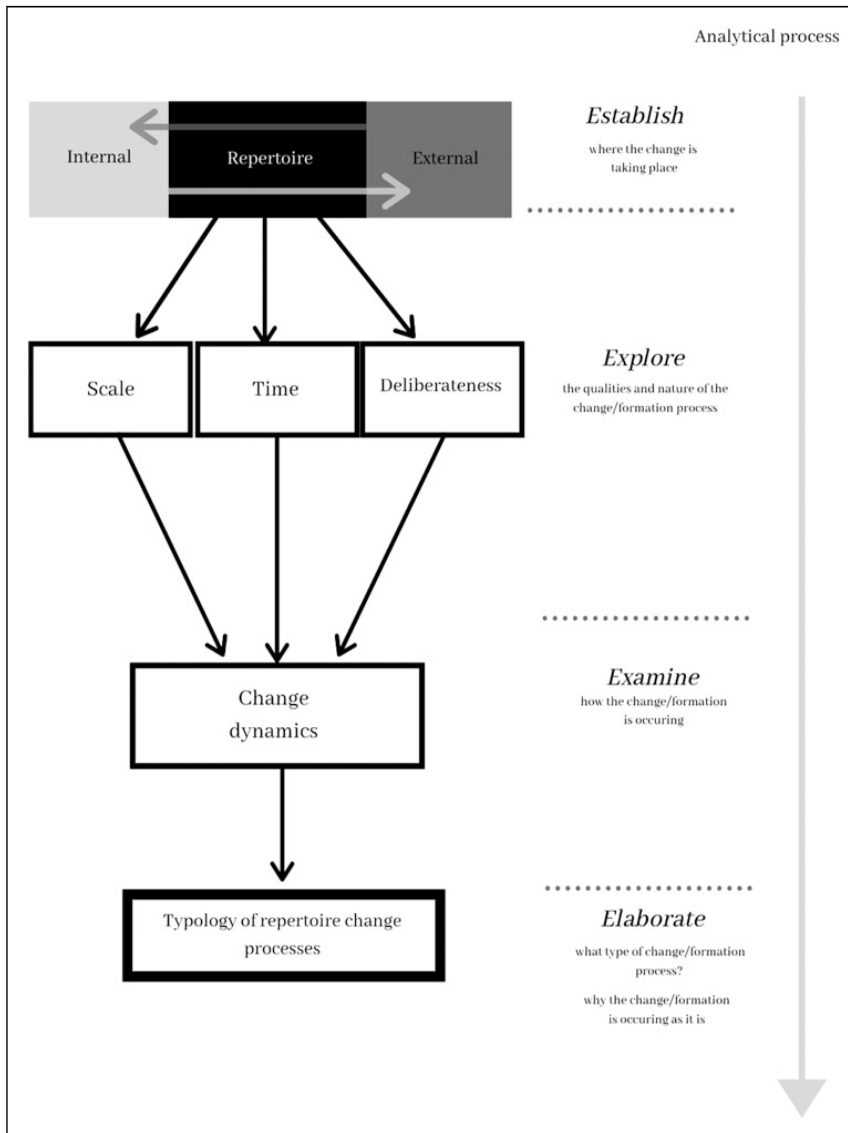 Analytical process
Establish
where the change is
taking place
Internal
Repertoire
External
Explore
the qualities and nature of the
change/formation process
Scale
Time
Deliberateness
Examine
how the change/formation
is occuring
Change
dynamics
Elaborate
what type of change/formation
process?
why the change/formation
is occuring as it is
Typology of repertoire change
processes